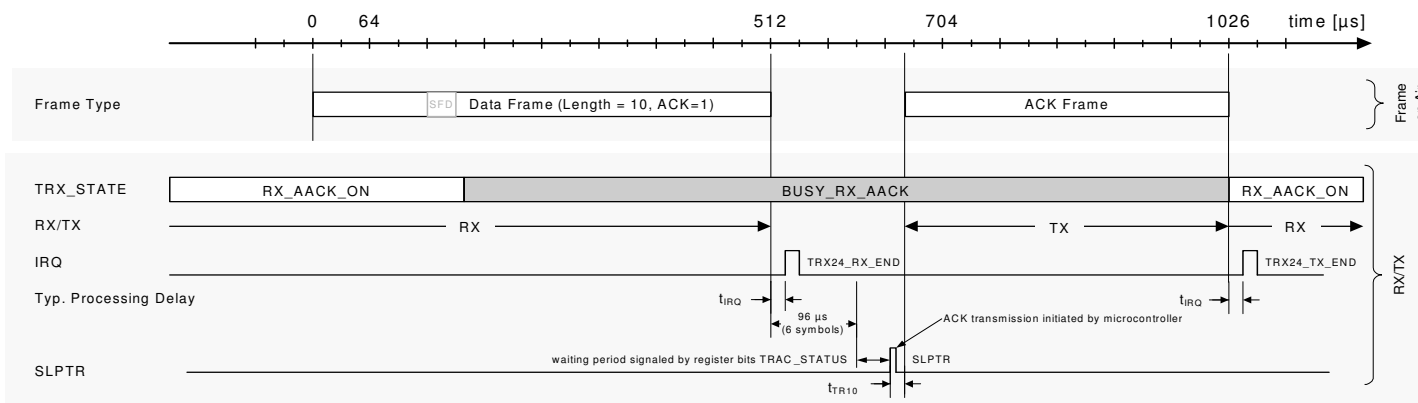 0 64 512 704 1026 time [µs]
Frame Type SFD Data Frame (Length = 10, ACK=1) ACK Frame
Frame
TRX_STATE RX_AACK_ON BUSY_RX_AACK RX_AACK_ON
RX/TX RX TX RX
IRQ TRX24_RX_END TRX24_TX_END
RX/TX
Typ. Processing Delay tIRQ tIRQ
96 µs
(6 symbols)
ACK transmission initiated by microcontroller
waiting period signaled by register bits TRAC_STATUS SLPTR
SLPTR
tTR10